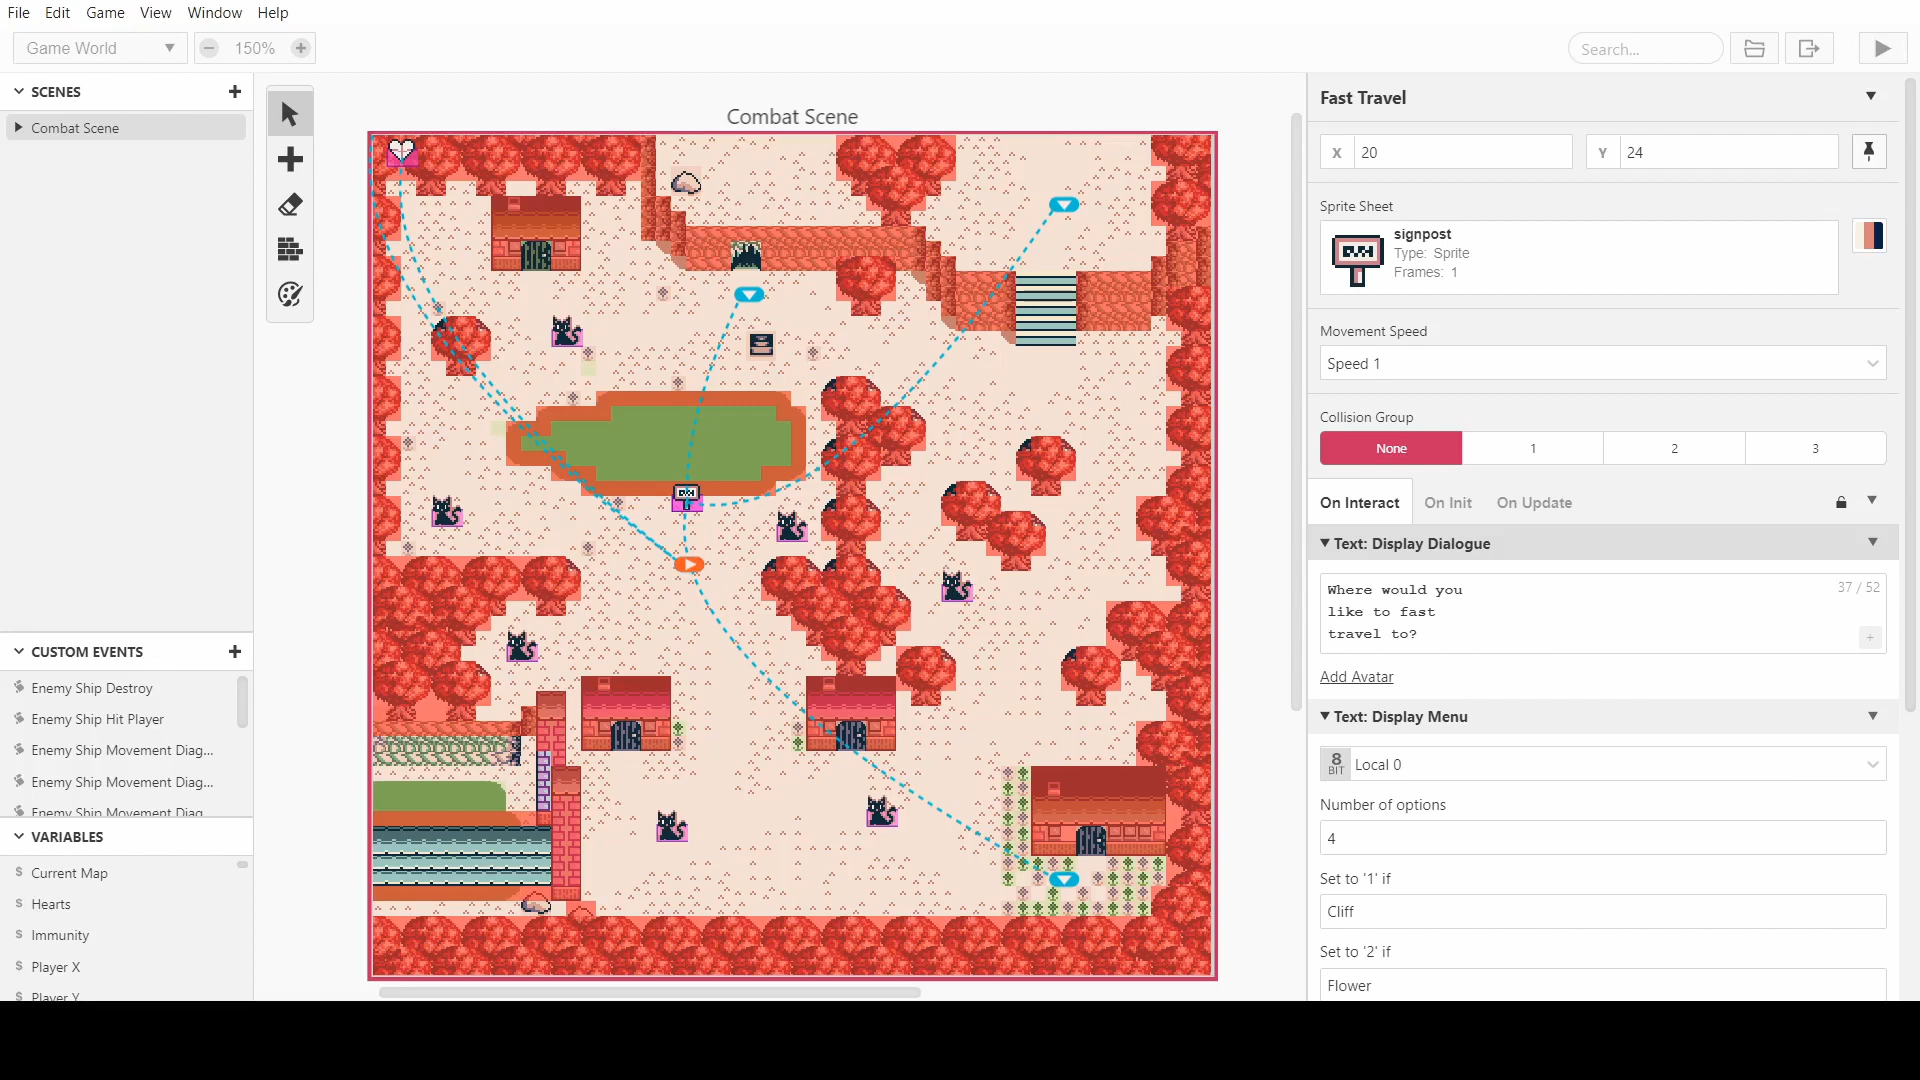 File Edit Game View Window Help
Game World
150%
Search...
SCENES
Combat Scene
CUSTOM EVENTS
Enemy Ship Destroy
Enemy Ship Hit Player
Enemy Ship Movement Diag...
Enemy Ship Movement Diag...
Enemy Ship Movement Diag
VARIABLES
$ Current Map
$ Hearts
$ Immunity
$ Player X
$ Player Y
Combat Scene
Fast Travel
X 20 Y 24
Sprite Sheet
signpost
Type: Sprite
Frames: 1
Movement Speed
Speed 1
Collision Group
None 1 2 3
On Interact On Init On Update
Text: Display Dialogue
Where would you
like to fast
travel to?
37 / 52
Add Avatar
Text: Display Menu
8 BIT Local 0
Number of options
4
Set to '1' if
Cliff
Set to '2' if
Flower